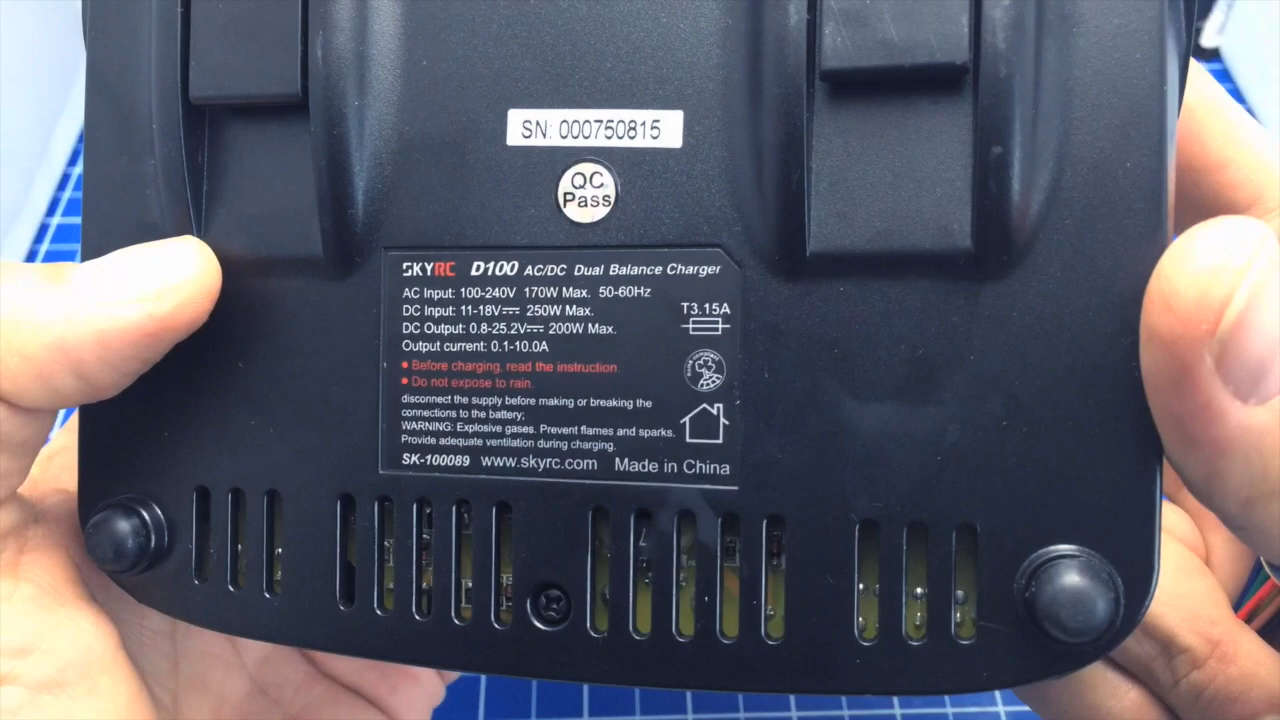 SN: 000750815
QC
Pass
SKYRC D100 AC/DC Dual Balance Charger
AC Input: 100-240V 170W Max. 50-60Hz
DC Input: 11-18V⎓ 250W Max.
DC Output: 0.8-25.2V⎓ 200W Max.
Output current: 0.1-10.0A
T3.15A
• Before charging, read the instruction.
• Do not expose to rain.
disconnect the supply before making or breaking the
connections to the battery;
WARNING: Explosive gases. Prevent flames and sparks.
Provide adequate ventilation during charging.
SK-100089 www.skyrc.com Made in China